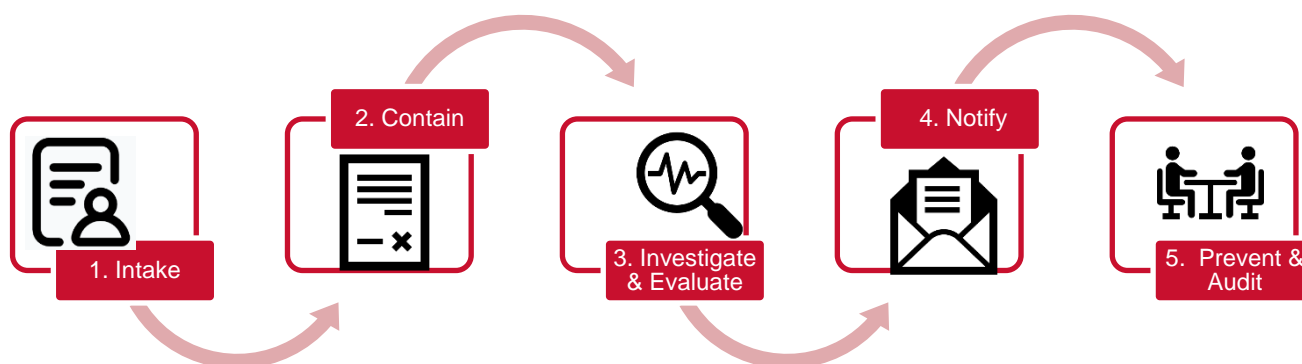 1. Intake
2. Contain
3. Investigate
& Evaluate
4. Notify
5. Prevent &
Audit